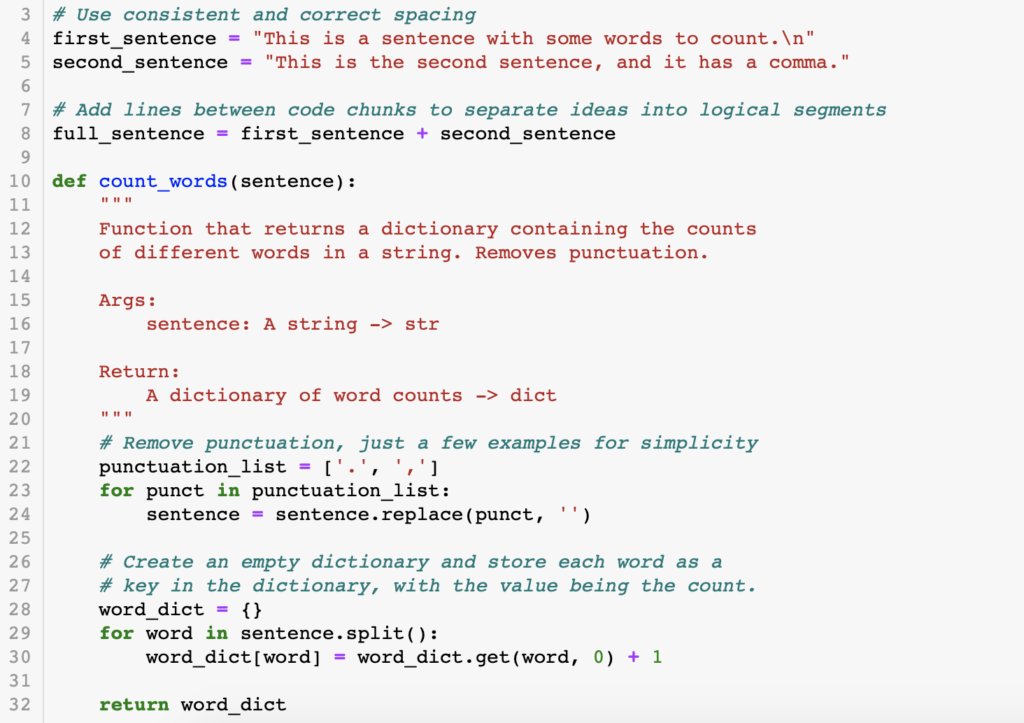 3 # Use consistent and correct spacing
4 first_sentence = "This is a sentence with some words to count.\n"
5 second_sentence = "This is the second sentence, and it has a comma."
6
7 # Add lines between code chunks to separate ideas into logical segments
8 full_sentence = first_sentence + second_sentence
9
10 def count_words(sentence):
11     """
12     Function that returns a dictionary containing the counts
13     of different words in a string. Removes punctuation.
14
15     Args:
16         sentence: A string -> str
17
18     Return:
19         A dictionary of word counts -> dict
20     """
21     # Remove punctuation, just a few examples for simplicity
22     punctuation_list = ['.', ',']
23     for punct in punctuation_list:
24         sentence = sentence.replace(punct, '')
25
26     # Create an empty dictionary and store each word as a
27     # key in the dictionary, with the value being the count.
28     word_dict = {}
29     for word in sentence.split():
30         word_dict[word] = word_dict.get(word, 0) + 1
31
32     return word_dict